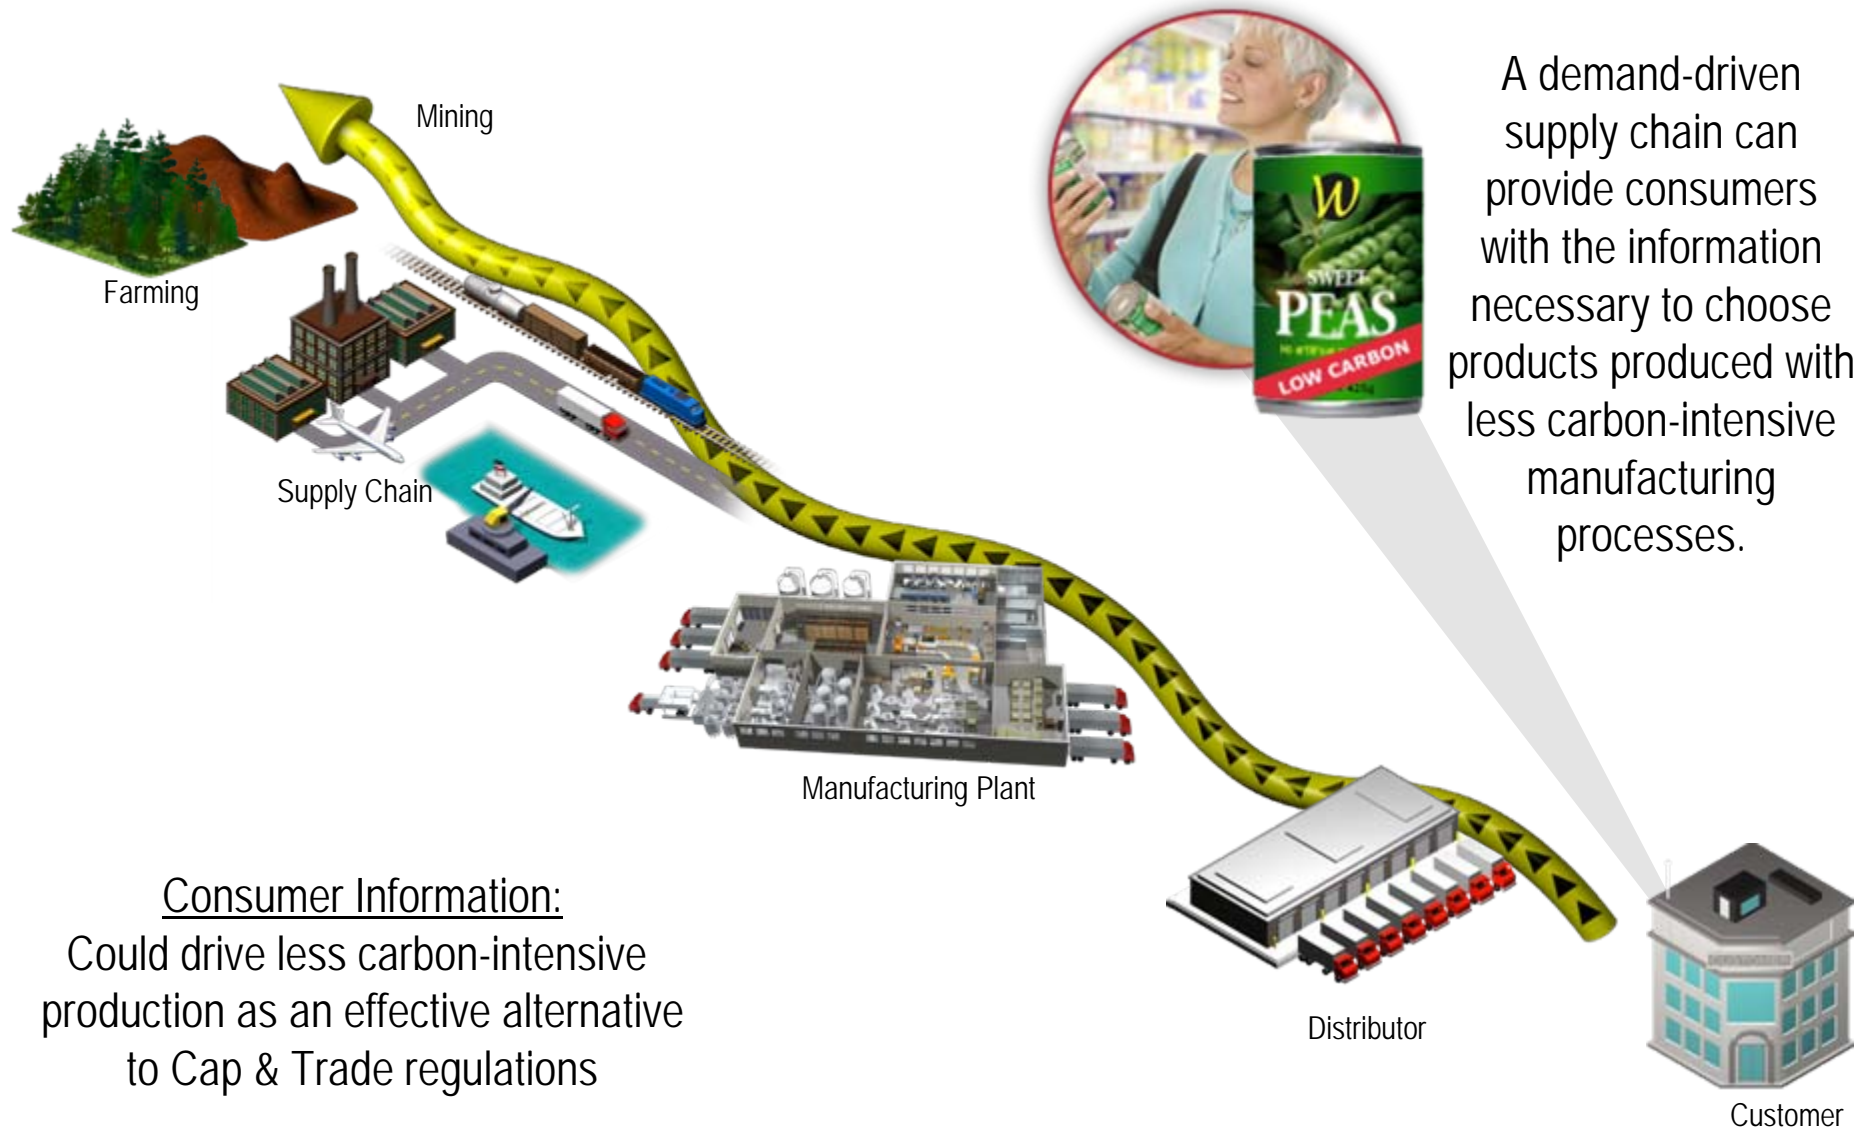 Mining
A demand-driven
supply chain can
provide consumers
with the information
necessary to choose
products produced with
less carbon-intensive
manufacturing
processes.
W
SWEET
PEAS
LOW CARBON
Farming
Supply Chain
Manufacturing Plant
Consumer Information:
Could drive less carbon-intensive
production as an effective alternative
to Cap & Trade regulations
Distributor
Customer